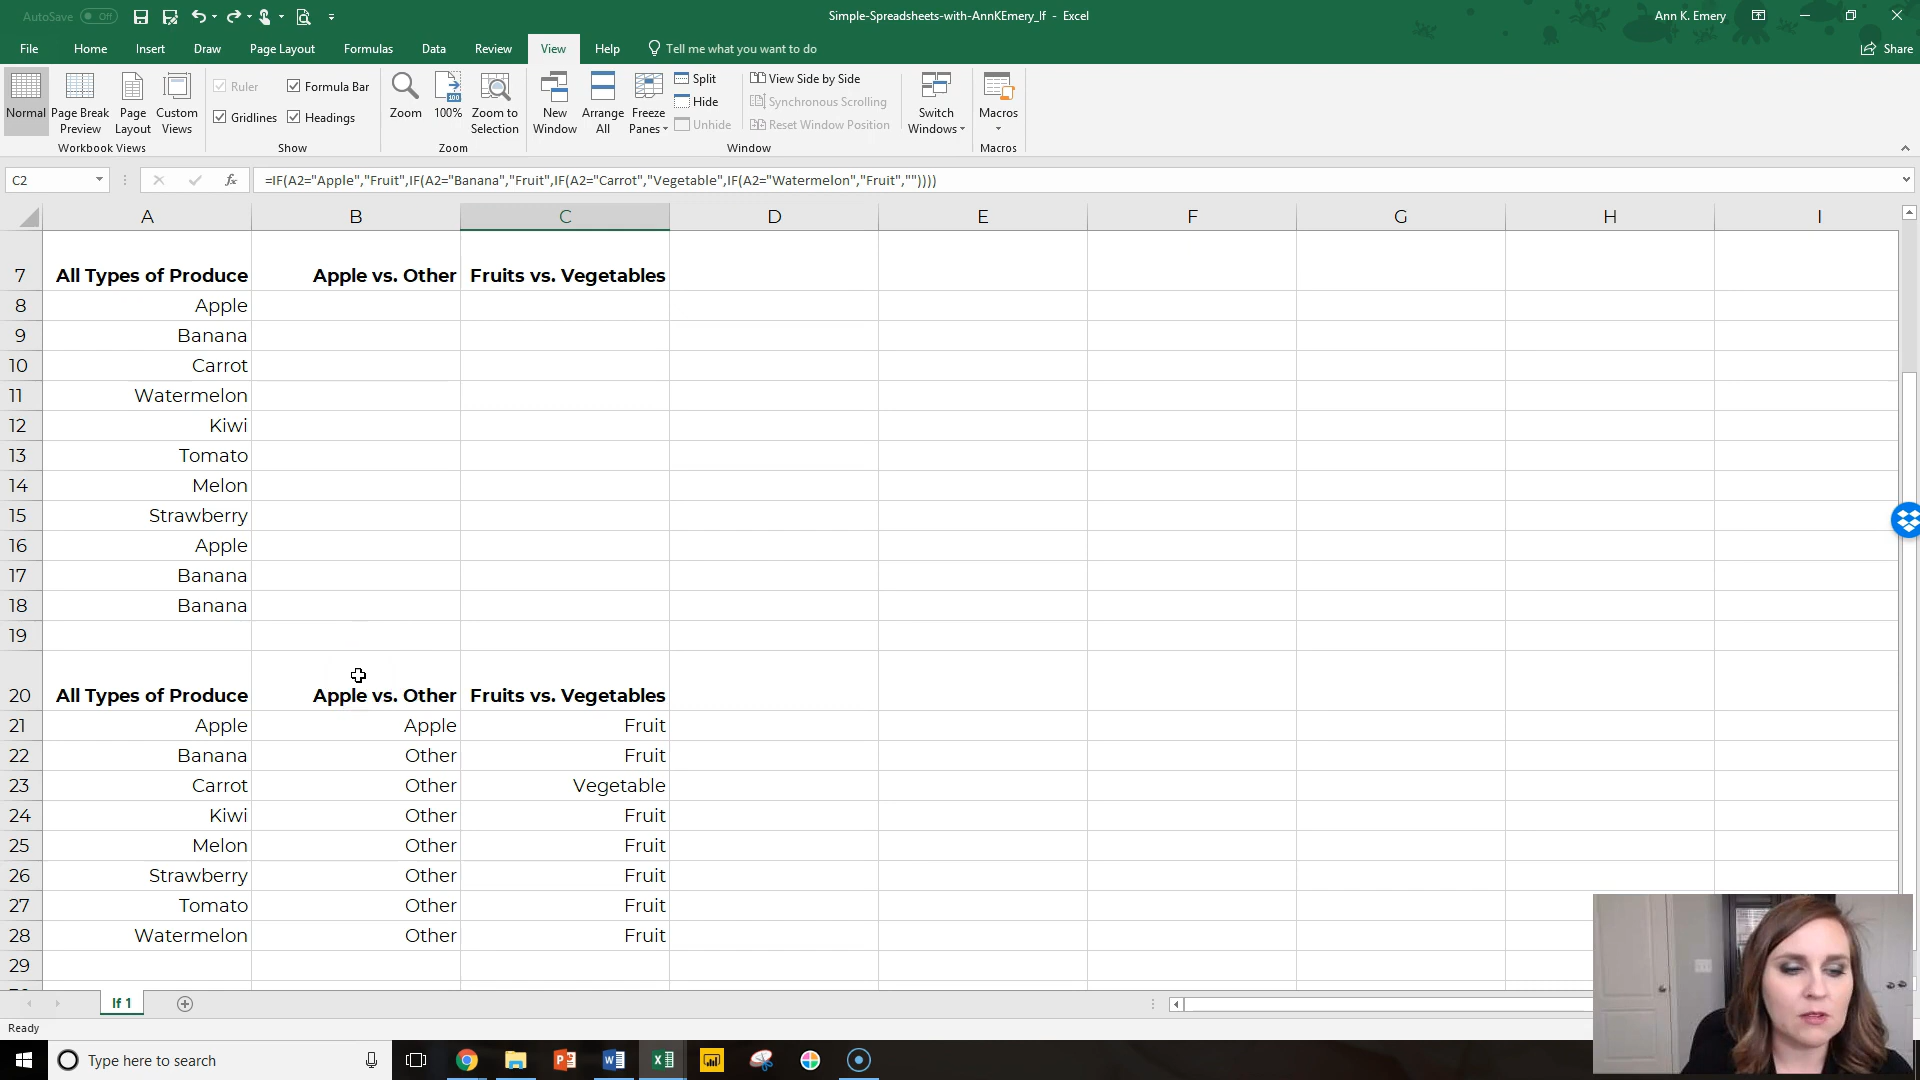 AutoSave Off
Simple-Spreadsheets-with-AnnKEmery_If - Excel
Ann K. Emery
File Home Insert Draw Page Layout Formulas Data Review View Help Tell me what you want to do Share
Normal
Page Break Preview
Page Layout
Custom Views
Workbook Views
Ruler
Formula Bar
Gridlines
Headings
Show
Zoom
100%
Zoom to Selection
Zoom
New Window
Arrange All
Freeze Panes
Split
Hide
Unhide
View Side by Side
Synchronous Scrolling
Reset Window Position
Window
Switch Windows
Macros
Macros
C2 fx =IF(A2="Apple","Fruit",IF(A2="Banana","Fruit",IF(A2="Carrot","Vegetable",IF(A2="Watermelon","Fruit",""))))
A B C D E F G H I
7 All Types of Produce Apple vs. Other Fruits vs. Vegetables
8 Apple
9 Banana
10 Carrot
11 Watermelon
12 Kiwi
13 Tomato
14 Melon
15 Strawberry
16 Apple
17 Banana
18 Banana
19
20 All Types of Produce Apple vs. Other Fruits vs. Vegetables
21 Apple Apple Fruit
22 Banana Other Fruit
23 Carrot Other Vegetable
24 Kiwi Other Fruit
25 Melon Other Fruit
26 Strawberry Other Fruit
27 Tomato Other Fruit
28 Watermelon Other Fruit
29
If 1
Ready
Type here to search